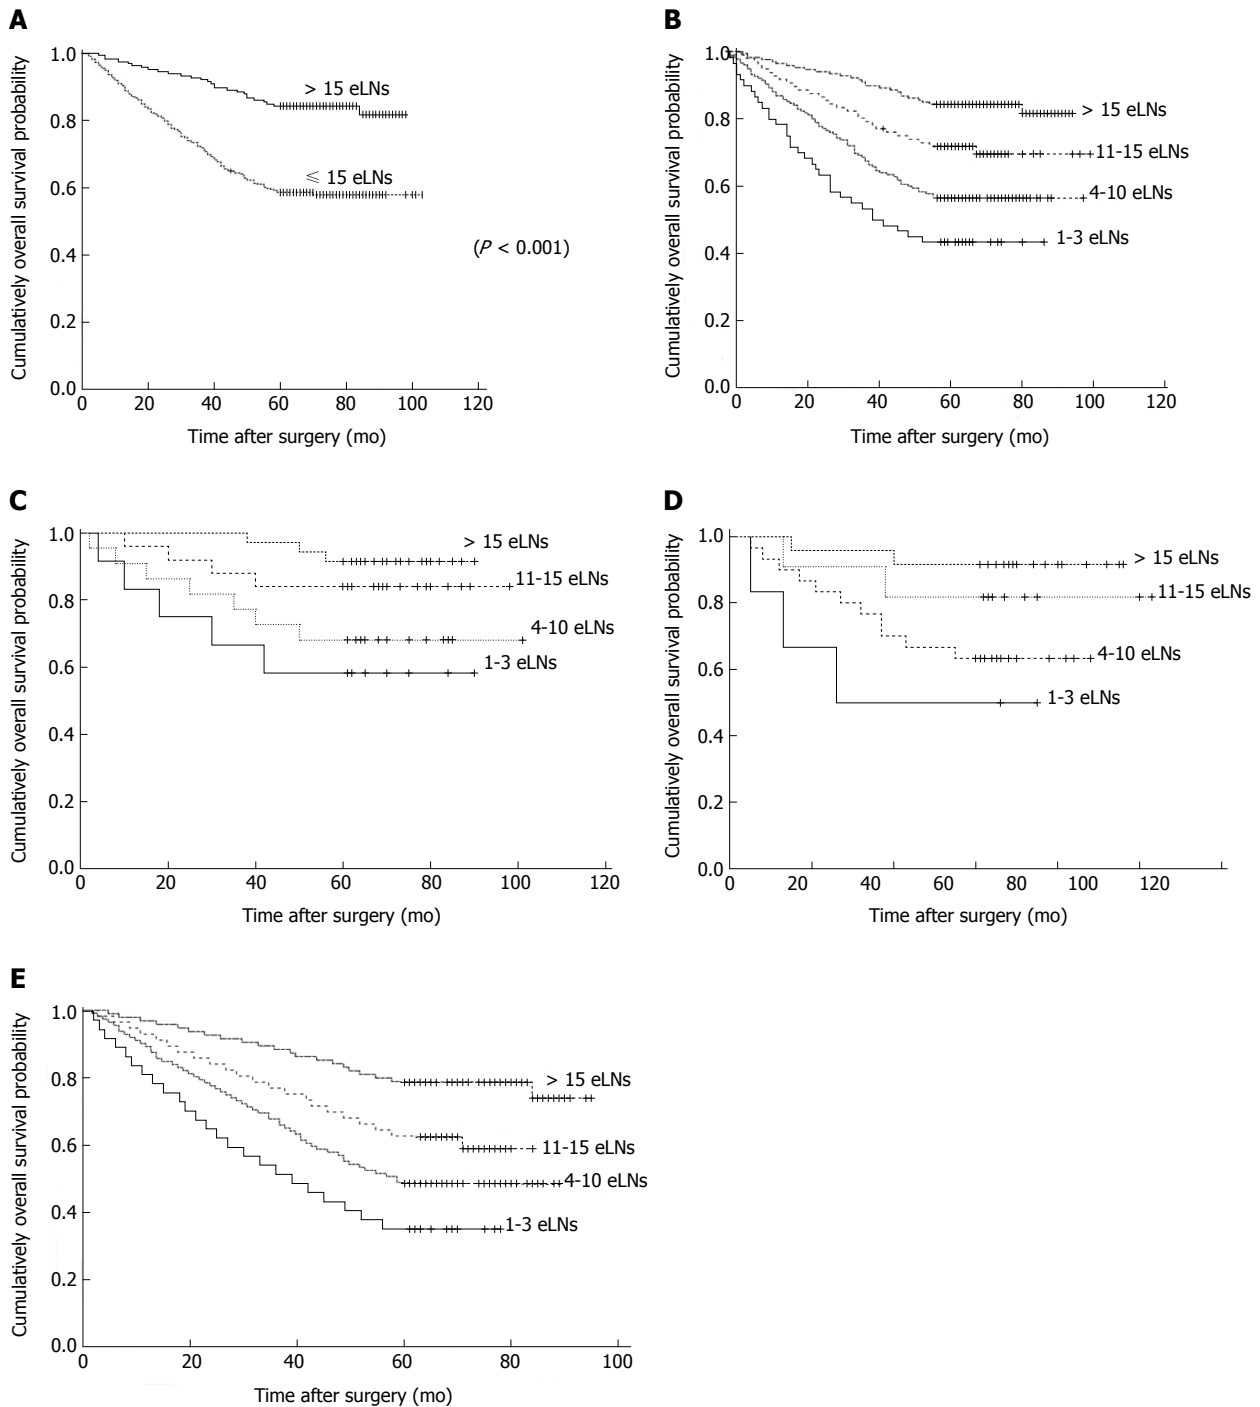 A
Cumulatively overall survival probability
1.0
0.8
0.6
0.4
0.2
0.0
> 15 eLNs
⩽ 15 eLNs
(P < 0.001)
0 20 40 60 80 100 120
Time after surgery (mo)
B
Cumulatively overall survival probability
1.0
0.8
0.6
0.4
0.2
0.0
> 15 eLNs
11-15 eLNs
4-10 eLNs
1-3 eLNs
0 20 40 60 80 100 120
Time after surgery (mo)
C
Cumulatively overall survival probability
1.0
0.8
0.6
0.4
0.2
0.0
> 15 eLNs
11-15 eLNs
4-10 eLNs
1-3 eLNs
0 20 40 60 80 100 120
Time after surgery (mo)
D
Cumulatively overall survival probability
1.0
0.8
0.6
0.4
0.2
0.0
> 15 eLNs
11-15 eLNs
4-10 eLNs
1-3 eLNs
0 20 40 60 80 100 120
Time after surgery (mo)
E
Cumulatively overall survival probability
1.0
0.8
0.6
0.4
0.2
0.0
> 15 eLNs
11-15 eLNs
4-10 eLNs
1-3 eLNs
0 20 40 60 80 100
Time after surgery (mo)